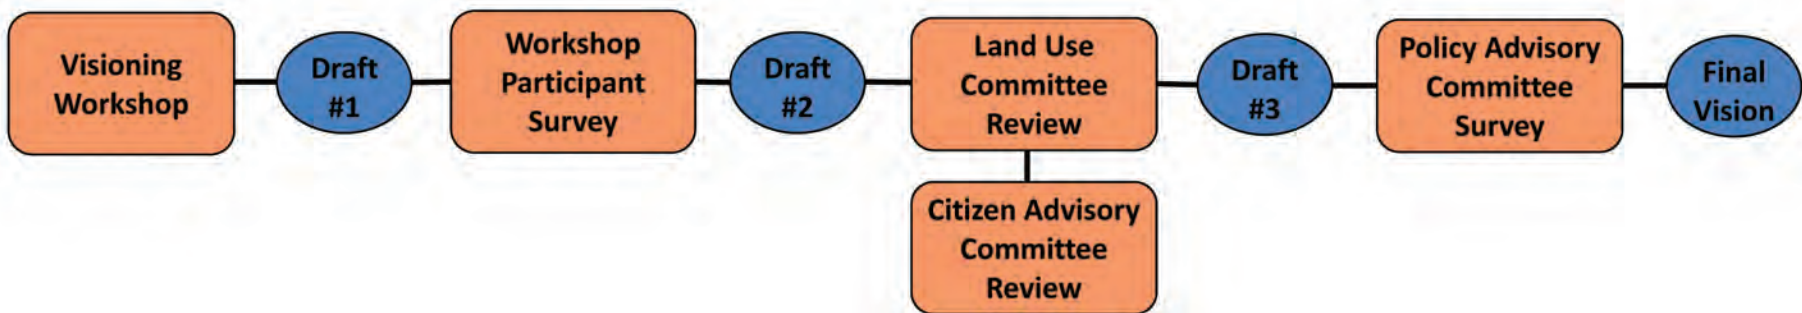 Visioning
Workshop
Draft
#1
Workshop
Participant
Survey
Draft
#2
Land Use
Committee
Review
Citizen Advisory
Committee
Review
Draft
#3
Policy Advisory
Committee
Survey
Final
Vision